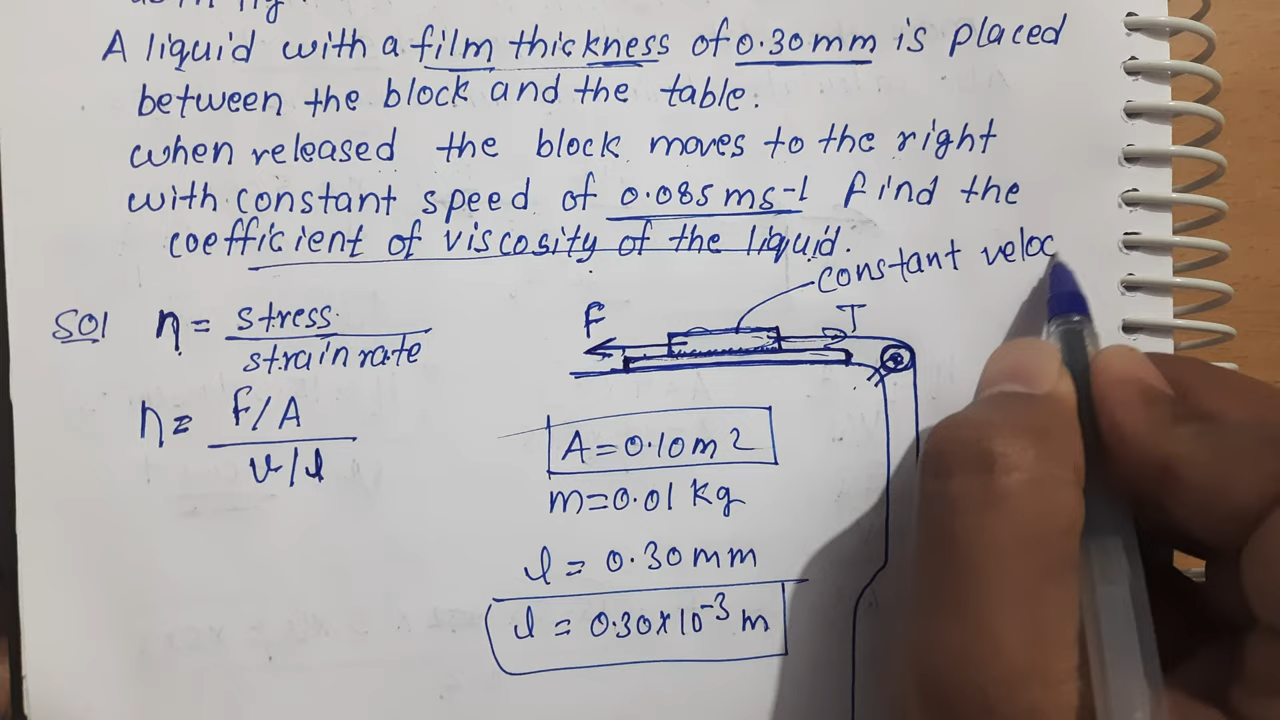 A liquid with a film thickness of 0.30mm is placed
between the block and the table.
when released the block moves to the right
with constant speed of 0.085 ms-1 find the
coefficient of viscosity of the liquid.
constant veloc
Sol η = stress
strain rate
F T
η = F/A
v/l
A = 0.10m2
m=0.01 kg
l = 0.30mm
l = 0.30x10-3 m